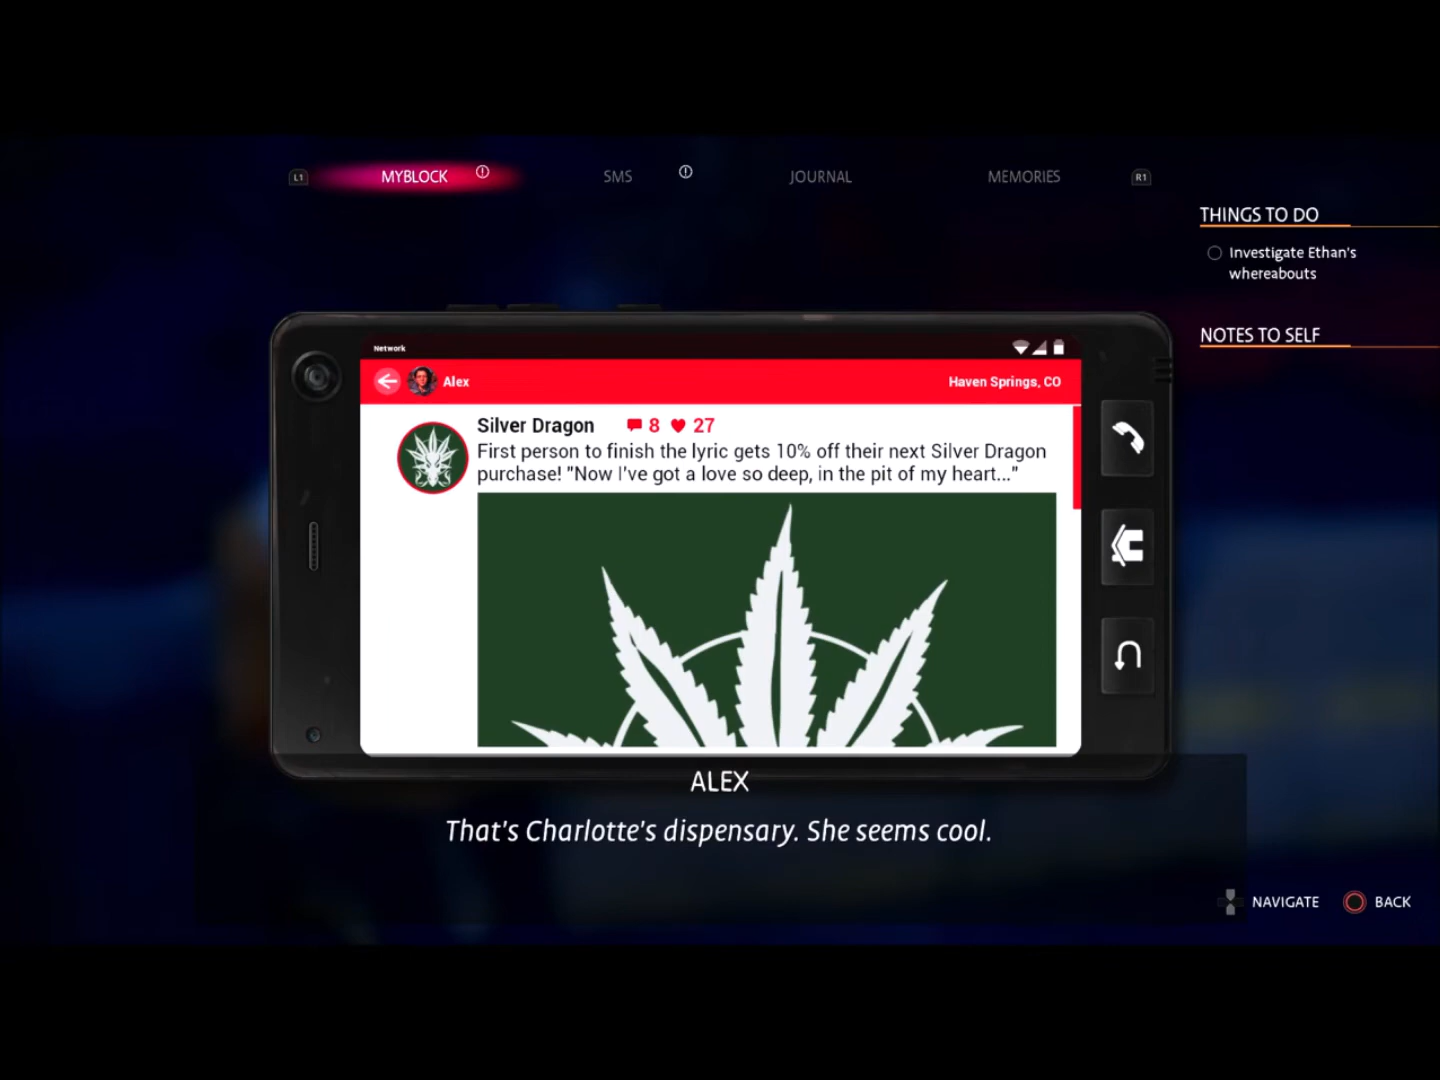 L1
MYBLOCK
SMS
JOURNAL
MEMORIES
R1
THINGS TO DO
Investigate Ethan's
whereabouts
NOTES TO SELF
Network
Alex
Haven Springs, CO
Silver Dragon 8 27
First person to finish the lyric gets 10% off their next Silver Dragon
purchase! "Now I've got a love so deep, in the pit of my heart..."
ALEX
That's Charlotte's dispensary. She seems cool.
NAVIGATE
BACK